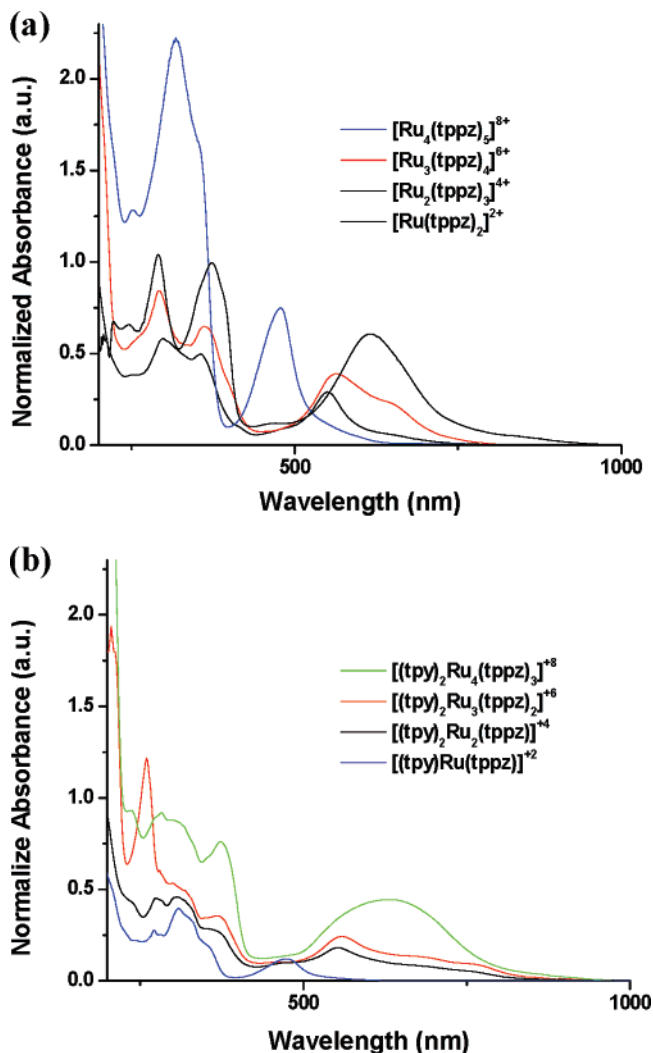 (a)
Normalized Absorbance (a.u.)
2.0
1.5
1.0
0.5
0.0
[Ru₄(tppz)₅]⁸⁺
[Ru₃(tppz)₄]⁶⁺
[Ru₂(tppz)₃]⁴⁺
[Ru(tppz)₂]²⁺
500
1000
Wavelength (nm)
(b)
Normalize Absorbance (a.u.)
2.0
1.5
1.0
0.5
0.0
[(tpy)₂Ru₄(tppz)₃]⁺⁸
[(tpy)₂Ru₃(tppz)₂]⁺⁶
[(tpy)₂Ru₂(tppz)]⁺⁴
[(tpy)Ru(tppz)]⁺²
500
1000
Wavelength (nm)